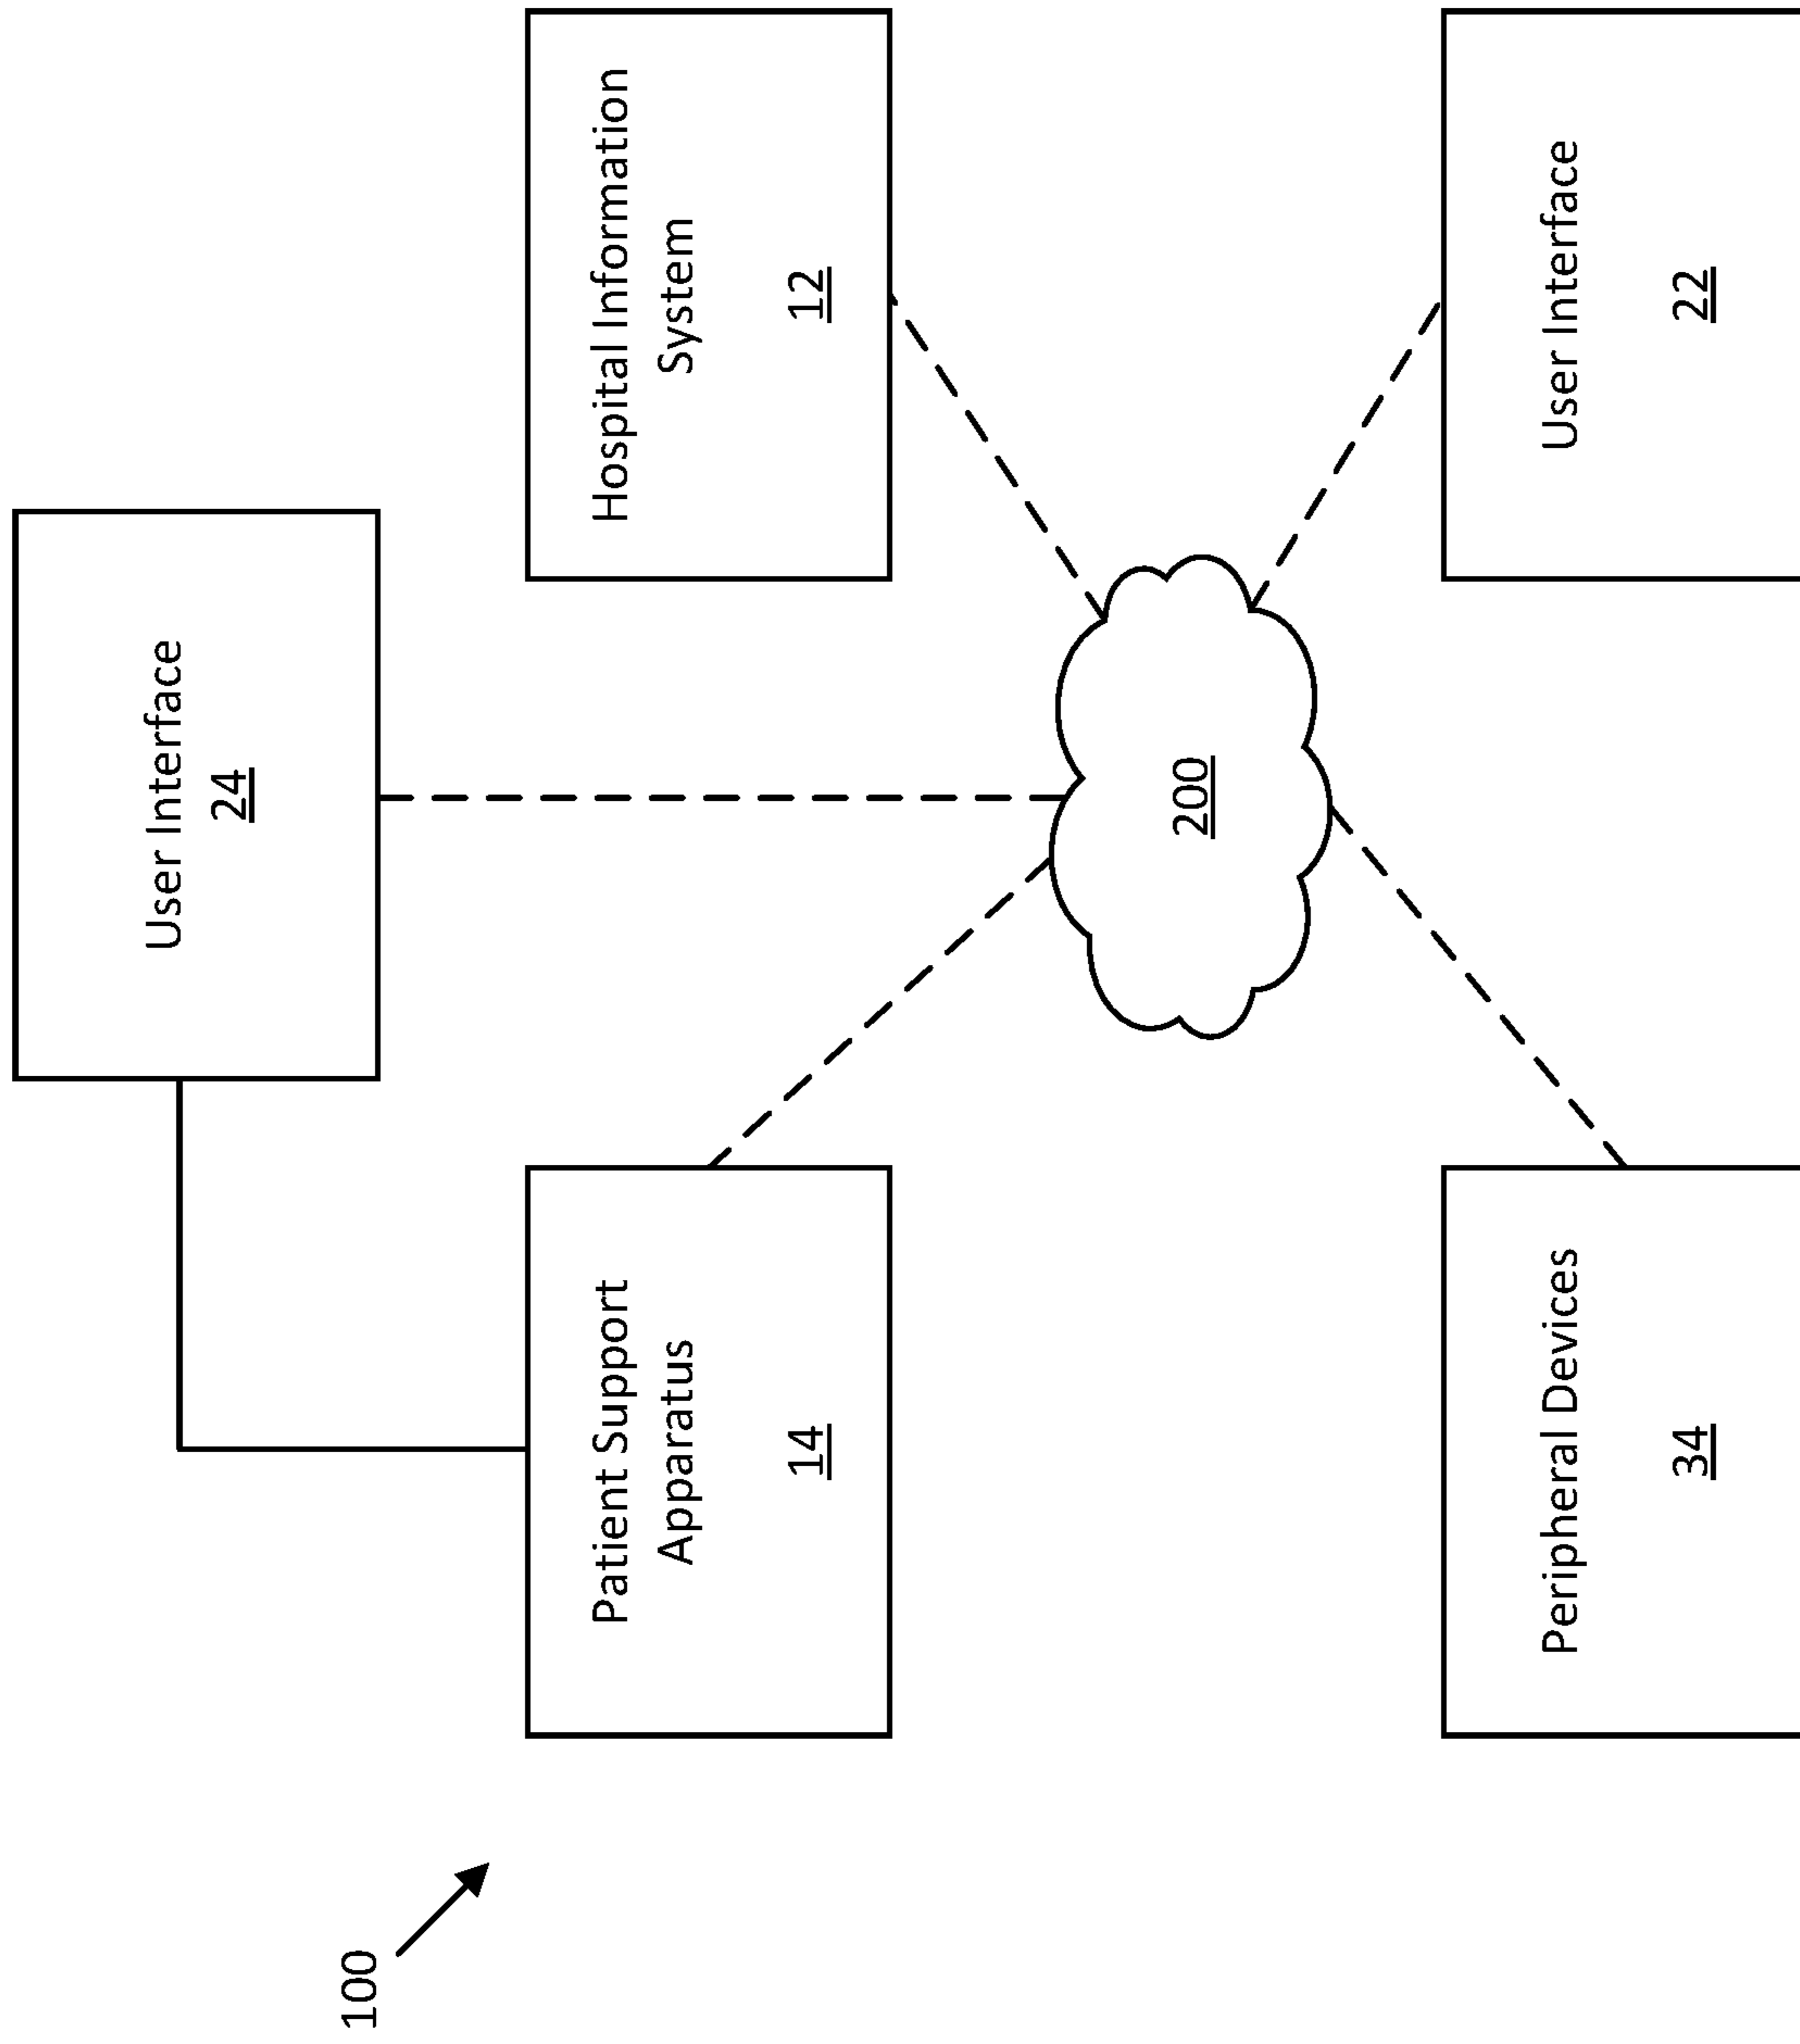 100
User Interface
24
Patient Support
Apparatus
14
Hospital Information
System
12
200
Peripheral Devices
34
User Interface
22